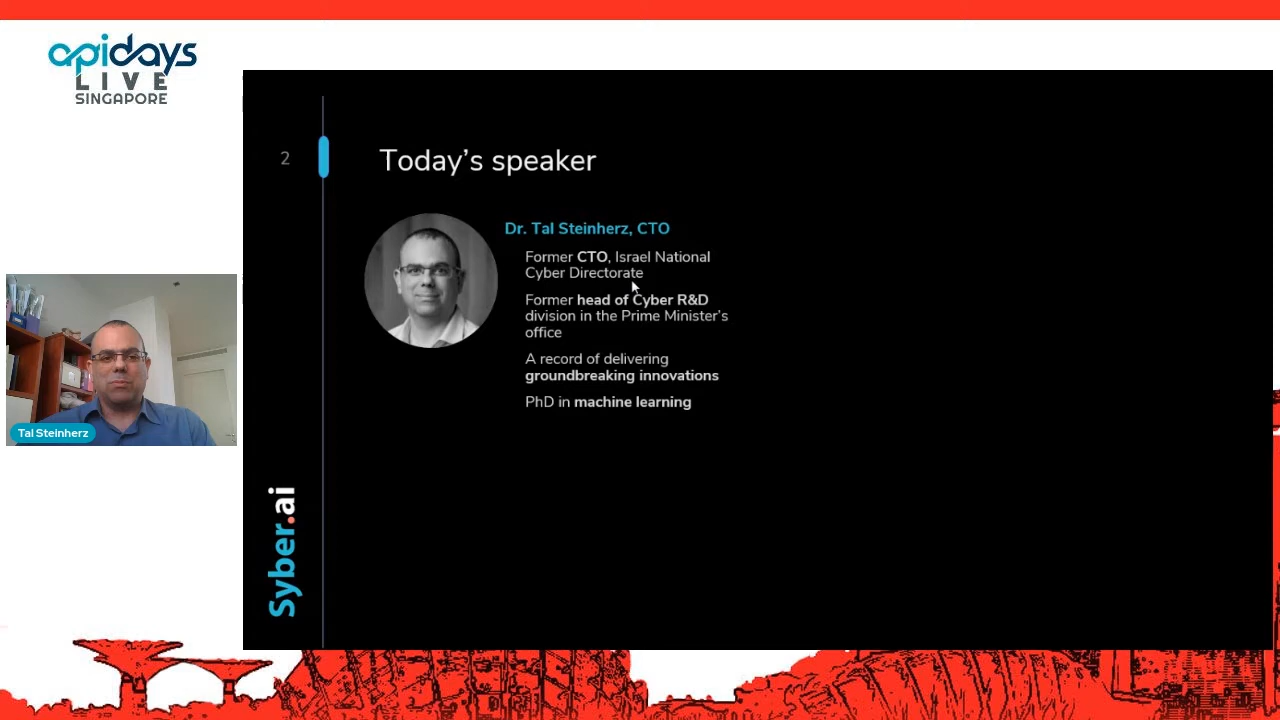 apidays
LIVE
SINGAPORE
2
Today's speaker
Dr. Tal Steinherz, CTO
Former CTO, Israel National
Cyber Directorate
Former head of Cyber R&D
division in the Prime Minister's
office
A record of delivering
groundbreaking innovations
PhD in machine learning
Tal Steinherz
Syber.ai